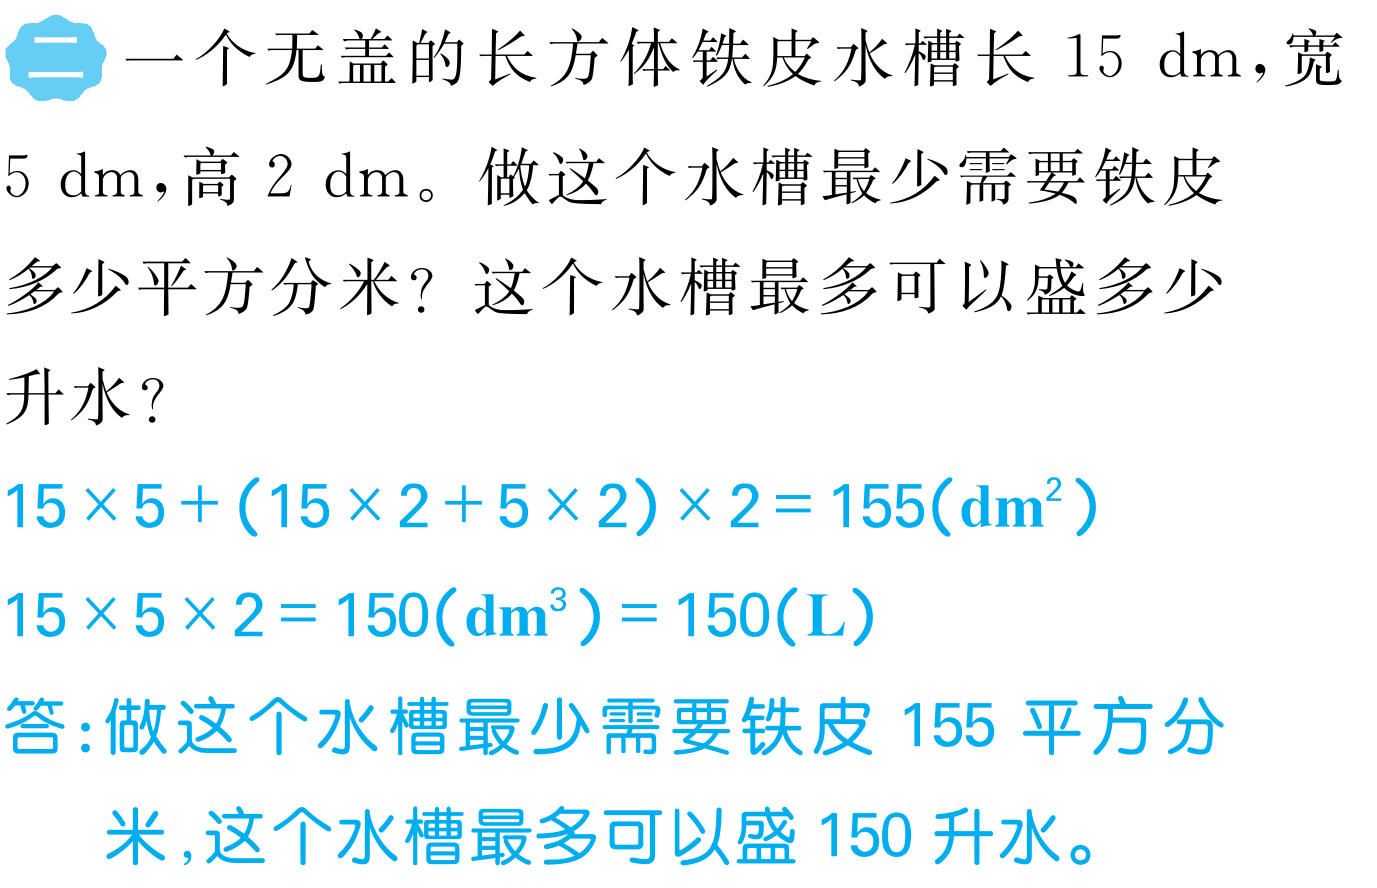 二 一个无盖的长方体铁皮水槽长 15 dm,宽
5 dm,高 2 dm。做这个水槽最少需要铁皮
多少平方分米？这个水槽最多可以盛多少
升水？
15×5+(15×2+5×2)×2=155(dm²)
15×5×2=150(dm³)=150(L)
答:做这个水槽最少需要铁皮 155 平方分
米,这个水槽最多可以盛 150 升水。